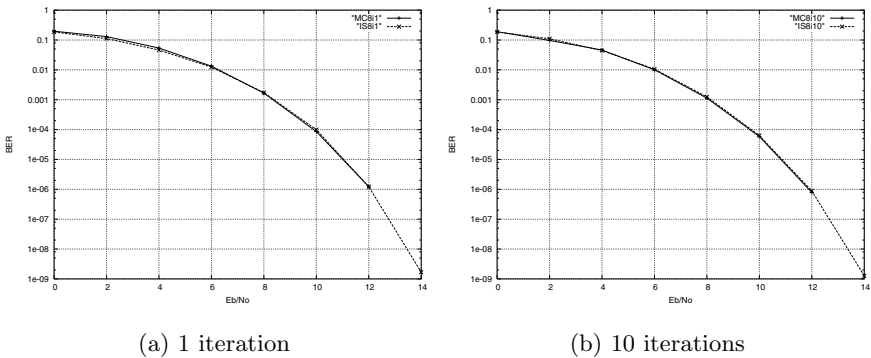 1
0.1
0.01
0.001
1e-04
1e-05
1e-06
1e-07
1e-08
1e-09
BER
0 2 4 6 8 10 12 14
Eb/No
"MC8i1"
"IS8i1"
(a) 1 iteration
1
0.1
0.01
0.001
1e-04
1e-05
1e-06
1e-07
1e-08
1e-09
BER
0 2 4 6 8 10 12 14
Eb/No
"MC8i10"
"IS8i10"
(b) 10 iterations